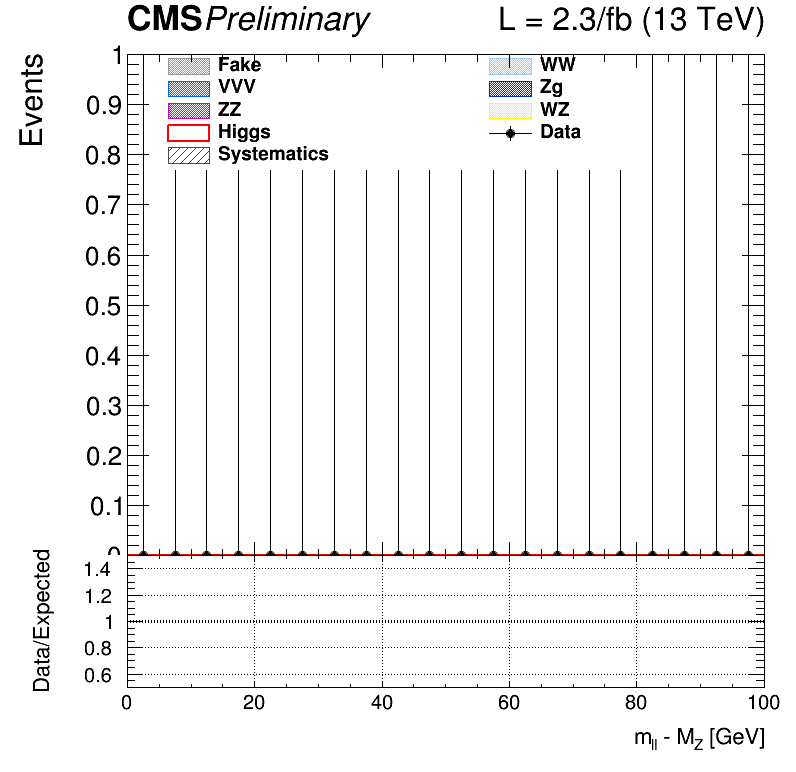 CMS Preliminary L = 2.3/fb (13 TeV)
Events
1
0.9
0.8
0.7
0.6
0.5
0.4
0.3
0.2
0.1
0
Fake
VVV
ZZ
Higgs
Systematics
WW
Zg
WZ
Data
Data/Expected
1.4
1.2
1
0.8
0.6
0 20 40 60 80 100
m_ll - M_Z [GeV]